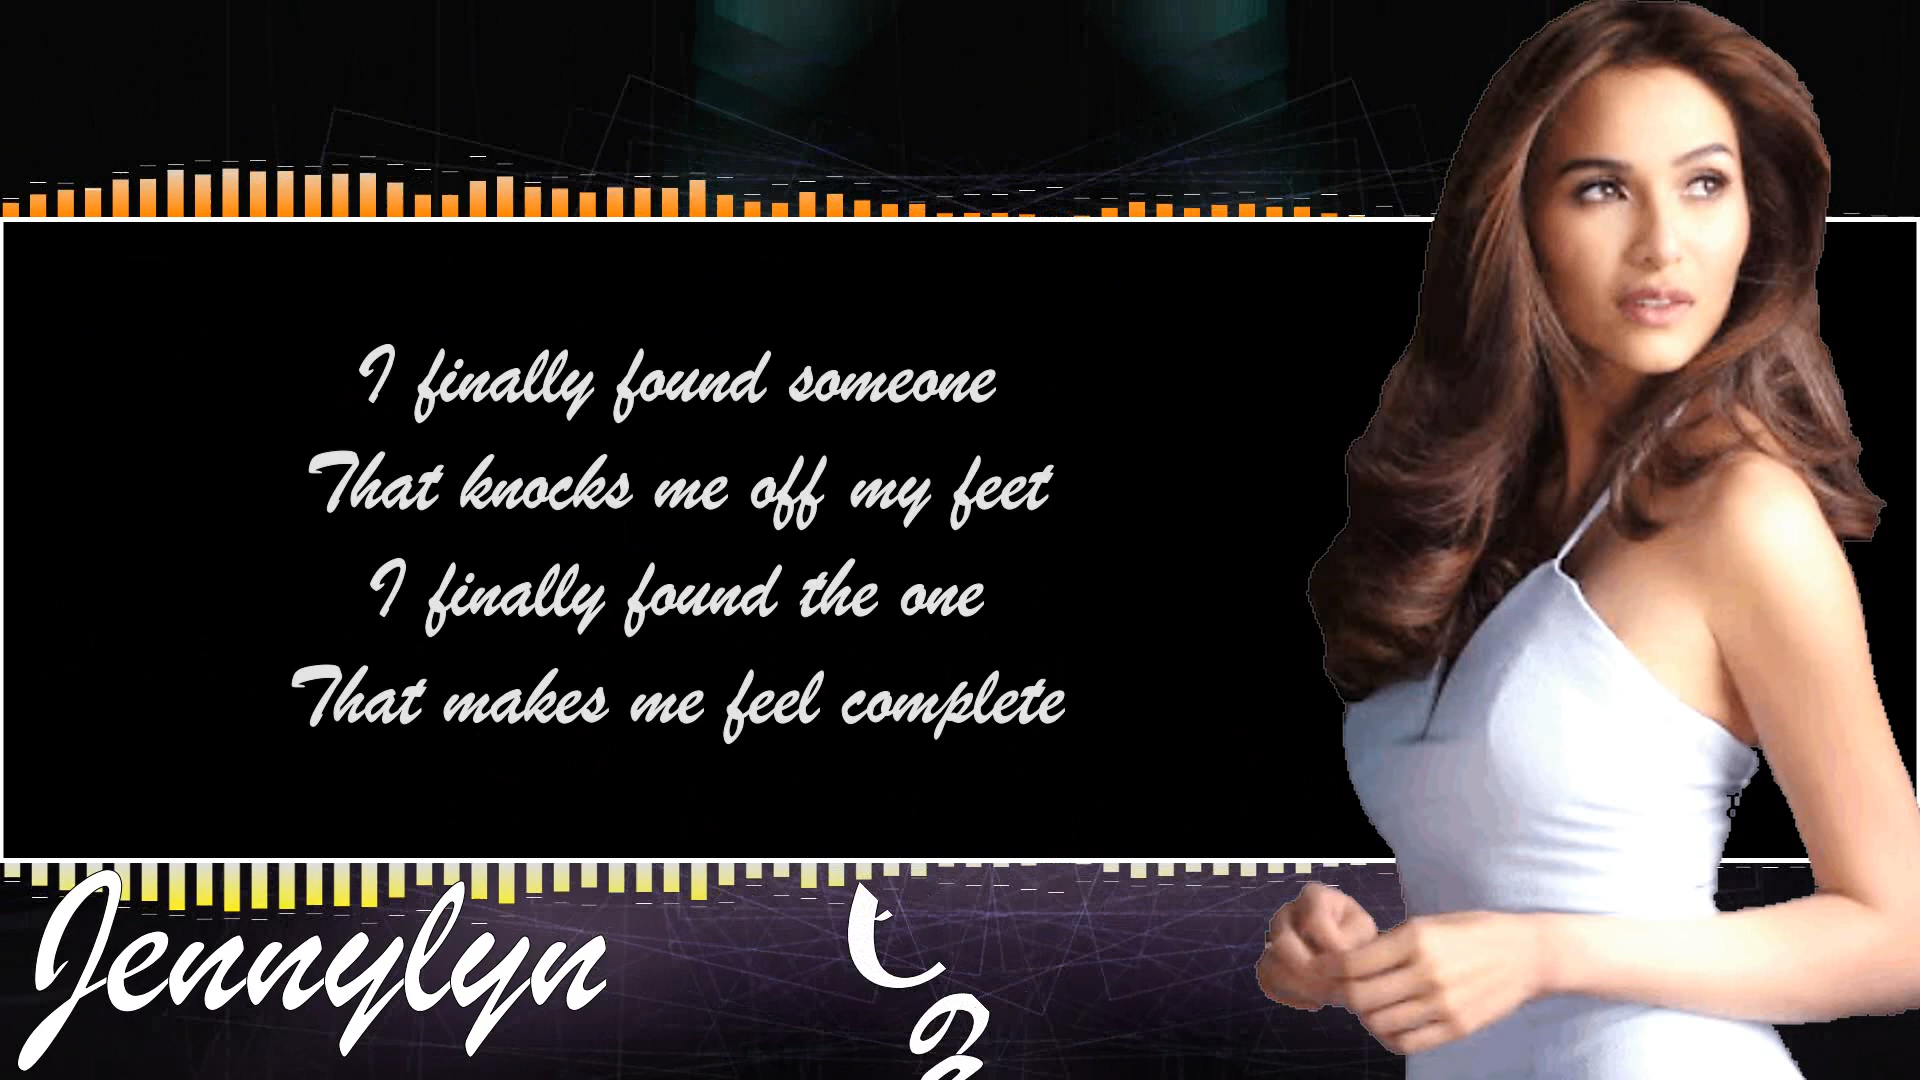 I finally found someone
That knocks me off my feet
I finally found the one
That makes me feel complete
Jennylyn